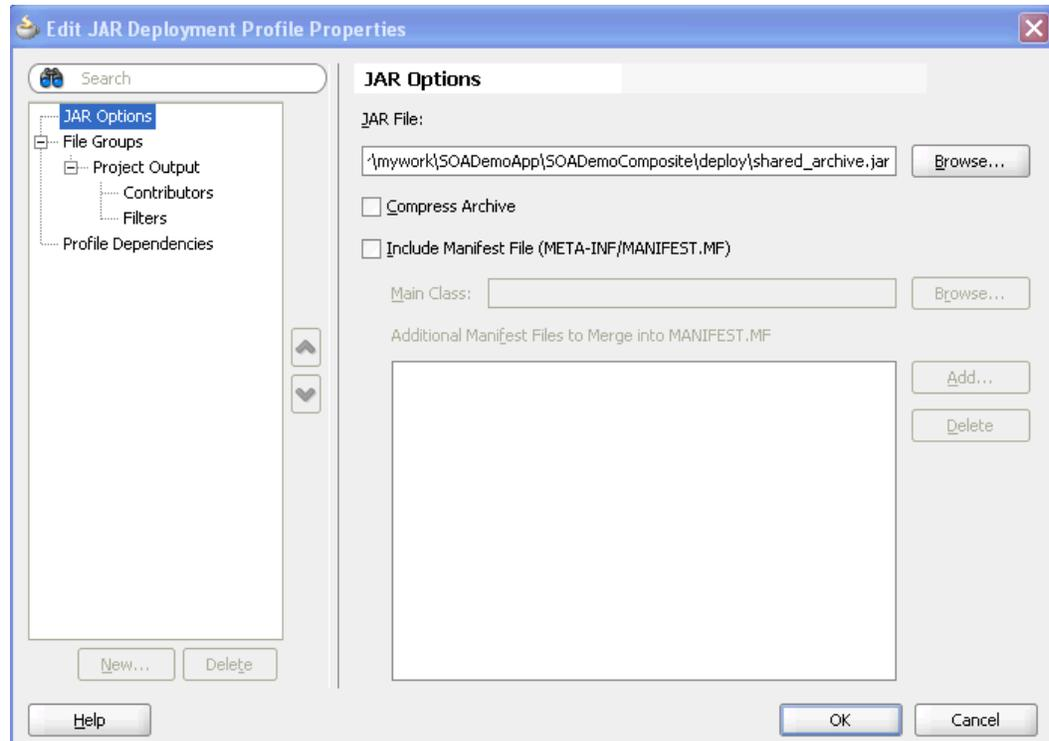 Edit JAR Deployment Profile Properties
Search
JAR Options
File Groups
Project Output
Contributors
Filters
Profile Dependencies
New...
Delete
JAR Options
JAR File:
\mywork\SOADemoApp\SOADemoComposite\deploy\shared_archive.jar
Browse...
Compress Archive
Include Manifest File (META-INF/MANIFEST.MF)
Main Class:
Browse...
Additional Manifest Files to Merge into MANIFEST.MF
Add...
Delete
Help
OK
Cancel